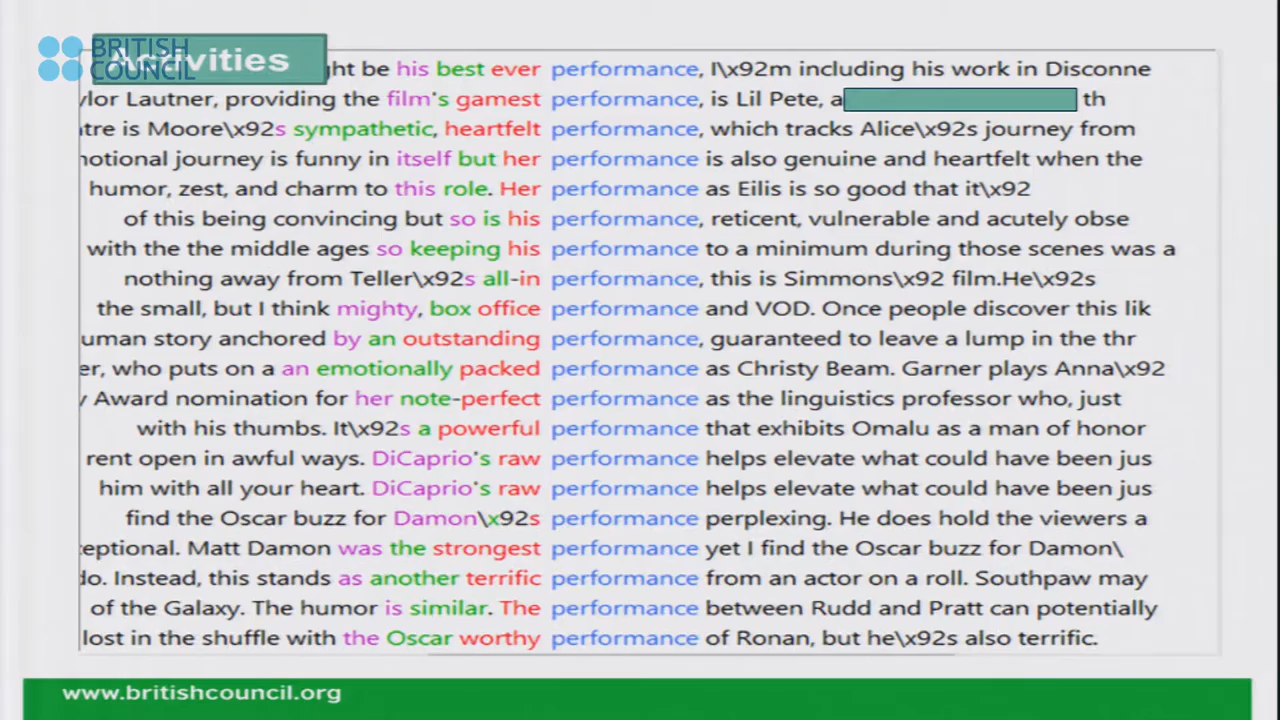 BRITISH
COUNCIL
Activities
ght be his best ever performance, I\x92m including his work in Disconne
ylor Lautner, providing the film's gamest performance, is Lil Pete, a th
tre is Moore\x92s sympathetic, heartfelt performance, which tracks Alice\x92s journey from
notional journey is funny in itself but her performance is also genuine and heartfelt when the
humor, zest, and charm to this role. Her performance as Eilis is so good that it\x92
of this being convincing but so is his performance, reticent, vulnerable and acutely obse
with the the middle ages so keeping his performance to a minimum during those scenes was a
nothing away from Teller\x92s all-in performance, this is Simmons\x92 film.He\x92s
the small, but I think mighty, box office performance and VOD. Once people discover this lik
uman story anchored by an outstanding performance, guaranteed to leave a lump in the thr
er, who puts on a an emotionally packed performance as Christy Beam. Garner plays Anna\x92
y Award nomination for her note-perfect performance as the linguistics professor who, just
with his thumbs. It\x92s a powerful performance that exhibits Omalu as a man of honor
rent open in awful ways. DiCaprio's raw performance helps elevate what could have been jus
him with all your heart. DiCaprio's raw performance helps elevate what could have been jus
find the Oscar buzz for Damon\x92s performance perplexing. He does hold the viewers a
ceptional. Matt Damon was the strongest performance yet I find the Oscar buzz for Damon\
do. Instead, this stands as another terrific performance from an actor on a roll. Southpaw may
of the Galaxy. The humor is similar. The performance between Rudd and Pratt can potentially
lost in the shuffle with the Oscar worthy performance of Ronan, but he\x92s also terrific.
www.britishcouncil.org